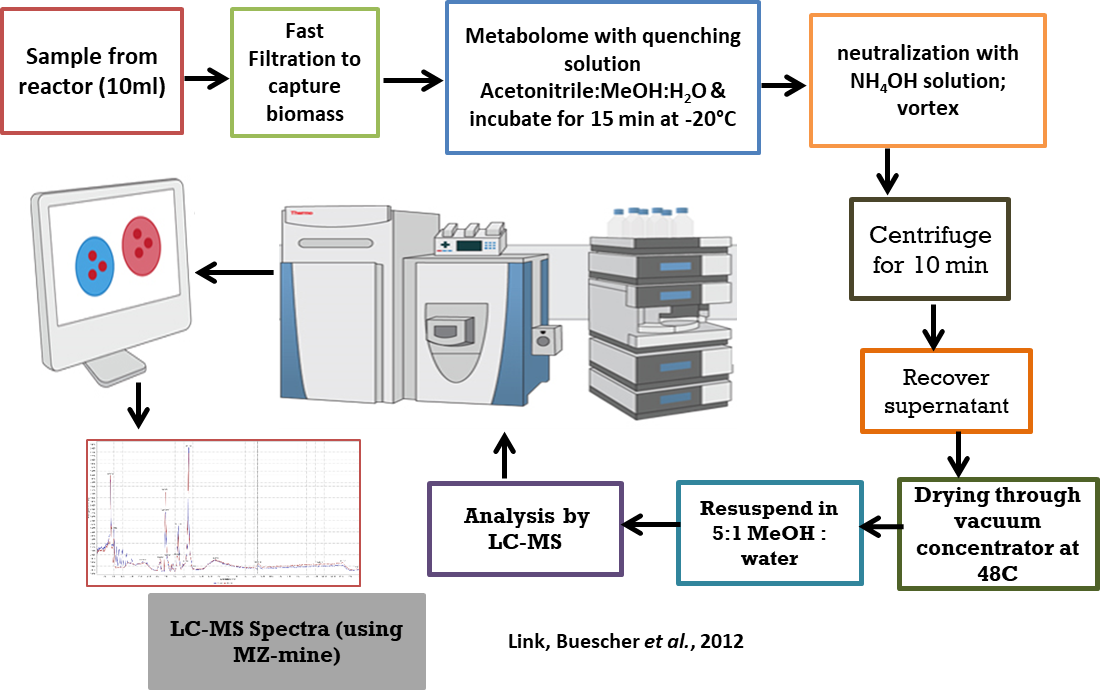 Sample from
reactor (10ml)
Fast
Filtration to
capture
biomass
Metabolome with quenching
solution
Acetonitrile:MeOH:H₂O &
incubate for 15 min at -20°C
neutralization with
NH₄OH solution;
vortex
Centrifuge
for 10 min
Recover
supernatant
Drying through
vacuum
concentrator at
48C
Resuspend in
5:1 MeOH :
water
Analysis by
LC-MS
Thermo
LC-MS Spectra (using
MZ-mine)
Link, Buescher et al., 2012